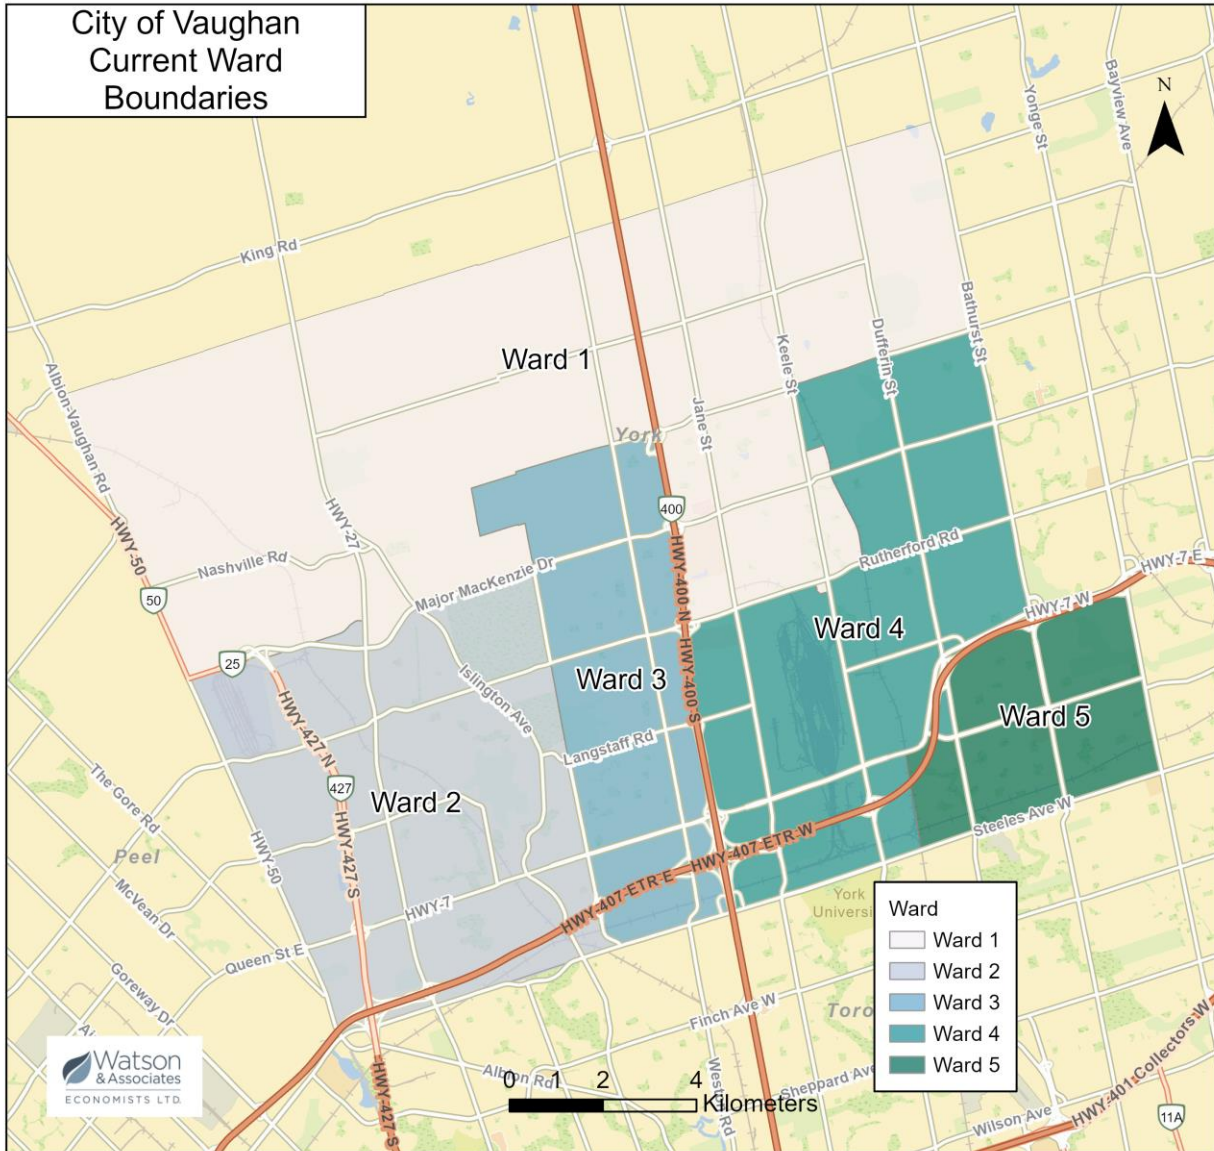 City of Vaughan
Current Ward
Boundaries
N
Bayview Ave
Yonge St
King Rd
Bathurst St
Albion-Vaughan Rd
Ward 1
Keele St
Dufferin St
Jane St
York
HWY-27
400
HWY-50
Nashville Rd
Major MacKenzie Dr
HWY-400 N
Rutherford Rd
HWY-7 E
50
HWY-7 W
Ward 4
25
Islington Ave
Ward 3
HWY-400 S
HWY-427 N
Langstaff Rd
Ward 5
The Gore Rd
427
Ward 2
HWY-427 S
Steeles Ave W
Peel
HWY-50
HWY-407 ETR W
HWY-407 ETR E
McVean Dr
HWY-7
York
Universi
Queen St E
Goreway Dr
Finch Ave W
Toro
Ward
Ward 1
Ward 2
Ward 3
Ward 4
Ward 5
Watson
& Associates
ECONOMISTS LTD.
HWY-427 S
Albion Rd
Sheppard Ave
Wilson Ave
HWY-401 Collectors W
11A
0 1 2 4
Kilometers